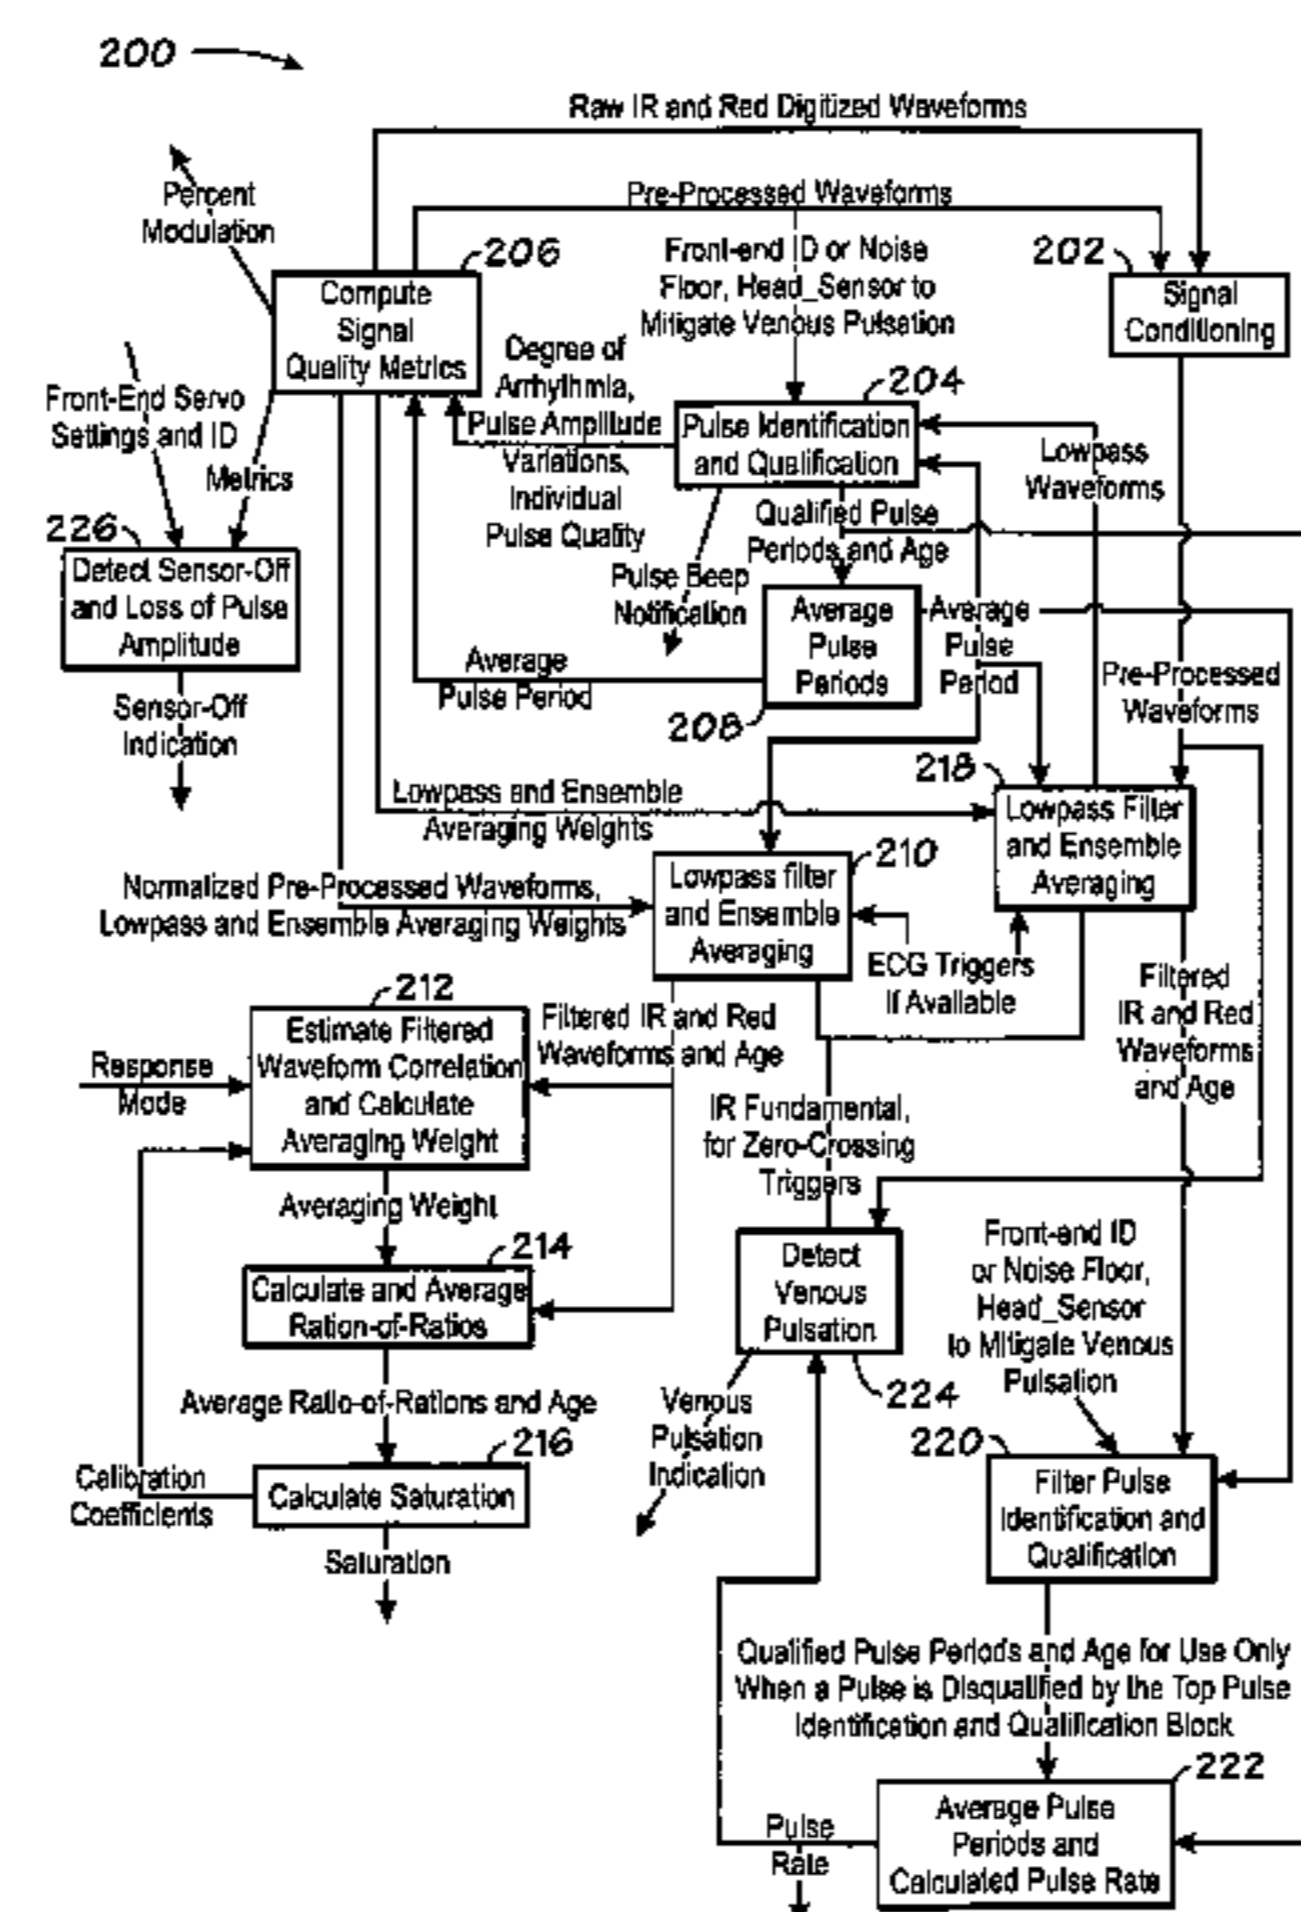 200
Raw IR and Red Digitized Waveforms
Percent
Modulation
Pre-Processed Waveforms
206
Compute
Signal
Quality Metrics
Front-end ID or Noise
Floor, Head_Sensor to
Mitigate Venous Pulsation
202
Signal
Conditioning
Degree of
Arrhythmia,
Pulse Amplitude
Variations,
Individual
Pulse Quality
204
Pulse Identification
and Qualification
Lowpass
Waveforms
Front-End Servo
Settings and ID
Metrics
226
Detect Sensor-Off
and Loss of Pulse
Amplitude
Qualified Pulse
Periods and Age
Pulse Beep
Notification
Average
Pulse
Periods
208
Average
Pulse
Period
Average
Pulse Period
Pre-Processed
Waveforms
Sensor-Off
Indication
218
Lowpass Filter
and Ensemble
Averaging
Lowpass and Ensemble
Averaging Weights
210
Lowpass filter
and Ensemble
Averaging
Normalized Pre-Processed Waveforms,
Lowpass and Ensemble Averaging Weights
ECG Triggers
If Available
Filtered
IR and Red
Waveforms
and Age
212
Estimate Filtered
Waveform Correlation
and Calculate
Averaging Weight
Filtered IR and Red
Waveforms and Age
Response
Mode
IR Fundamental,
for Zero-Crossing
Triggers
Averaging Weight
214
Calculate and Average
Ration-of-Ratios
Detect
Venous
Pulsation
224
Front-end ID
or Noise Floor,
Head_Sensor
to Mitigate Venous
Pulsation
Average Ratio-of-Rations and Age
216
Calculate Saturation
Calibration
Coefficients
Saturation
Venous
Pulsation
Indication
220
Filter Pulse
Identification and
Qualification
Qualified Pulse Periods and Age for Use Only
When a Pulse is Disqualified by the Top Pulse
Identification and Qualification Block
222
Average Pulse
Periods and
Calculated Pulse Rate
Pulse
Rate